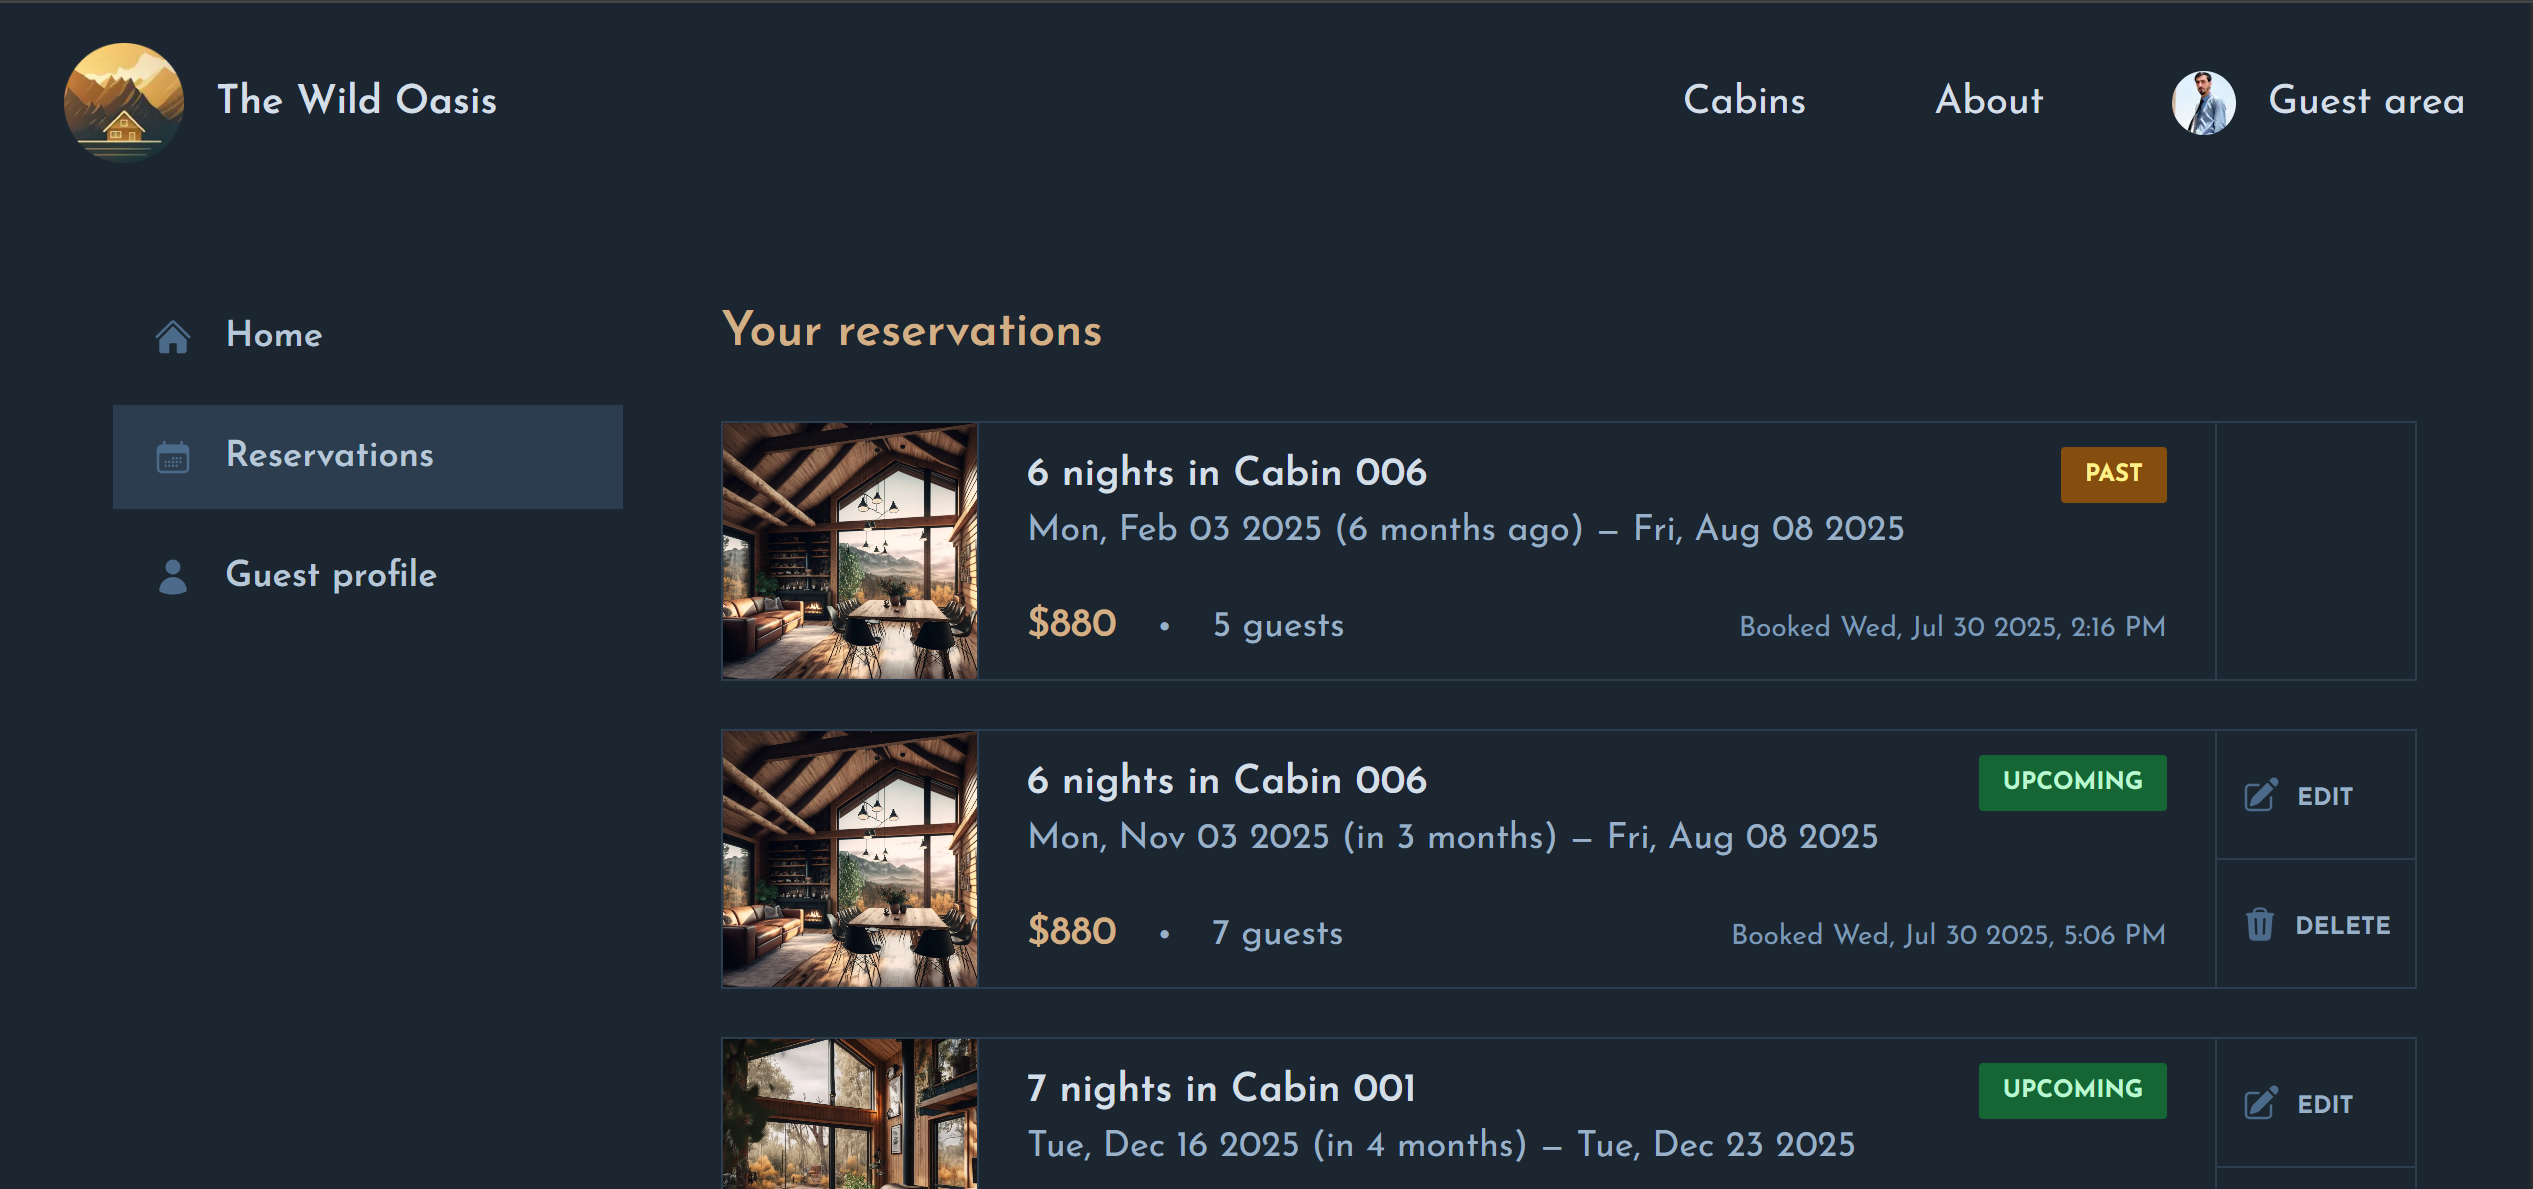 The Wild Oasis
Cabins
About
Guest area
Home
Reservations
Guest profile
Your reservations
6 nights in Cabin 006
PAST
Mon, Feb 03 2025 (6 months ago) — Fri, Aug 08 2025
$880 • 5 guests
Booked Wed, Jul 30 2025, 2:16 PM
6 nights in Cabin 006
UPCOMING
Mon, Nov 03 2025 (in 3 months) — Fri, Aug 08 2025
$880 • 7 guests
Booked Wed, Jul 30 2025, 5:06 PM
EDIT
DELETE
7 nights in Cabin 001
UPCOMING
Tue, Dec 16 2025 (in 4 months) — Tue, Dec 23 2025
EDIT